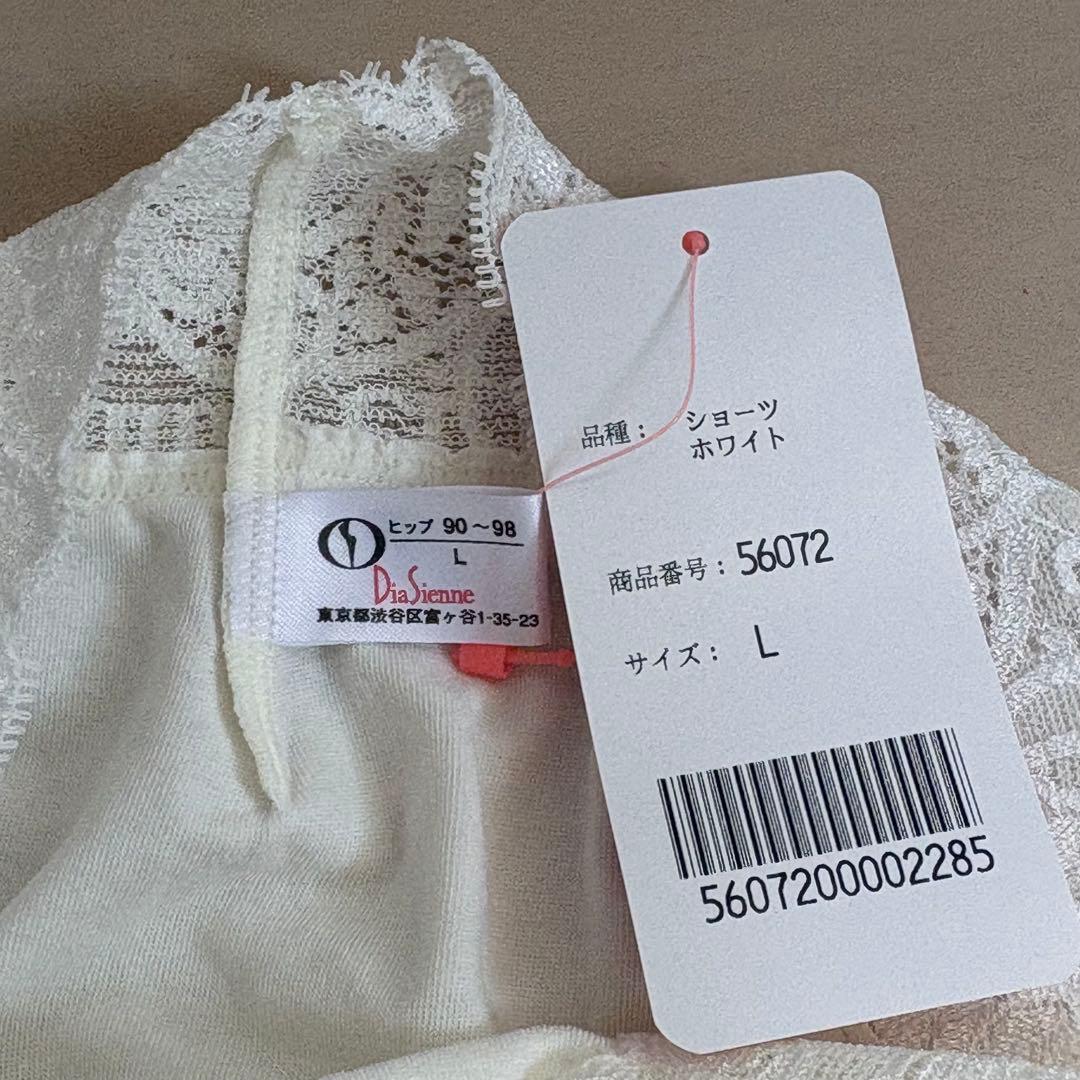 ヒップ 90～98
L
DiaSienne
東京都渋谷区富ヶ谷1-35-23
品種： ショーツ
ホワイト
商品番号： 56072
サイズ： L
5607200002285